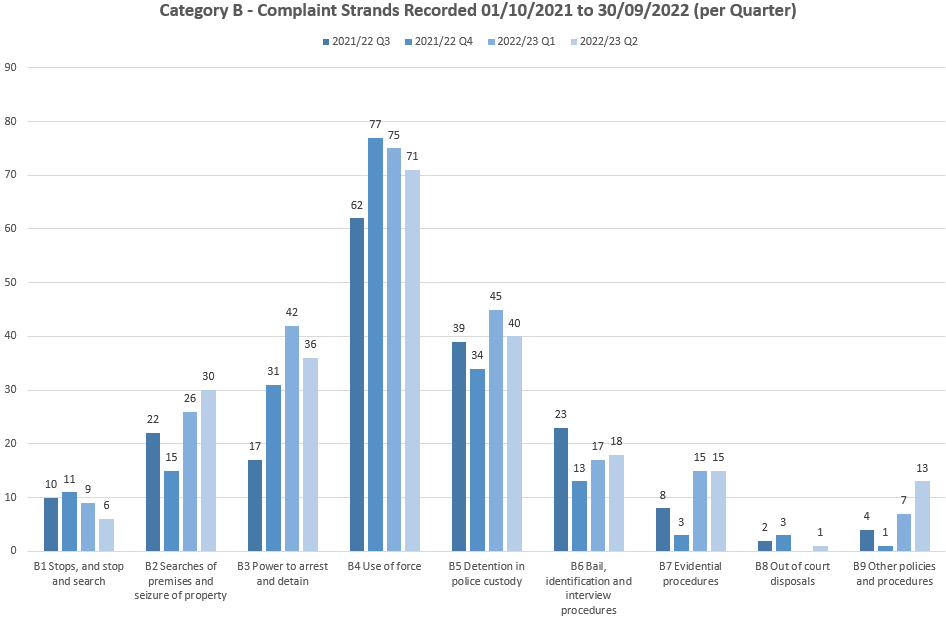 Category B - Complaint Strands Recorded 01/10/2021 to 30/09/2022 (per Quarter)
2021/22 Q3 2021/22 Q4 2022/23 Q1 2022/23 Q2
90
80
70
60
50
40
30
20
10
0
10 11 9 6
22 15 26 30
17 31 42 36
62 77 75 71
39 34 45 40
23 13 17 18
8 3 15 15
2 3 1
4 1 7 13
B1 Stops, and stop
and search
B2 Searches of
premises and
seizure of property
B3 Power to arrest
and detain
B4 Use of force
B5 Detention in
police custody
B6 Bail,
identification and
interview
procedures
B7 Evidential
procedures
B8 Out of court
disposals
B9 Other policies
and procedures